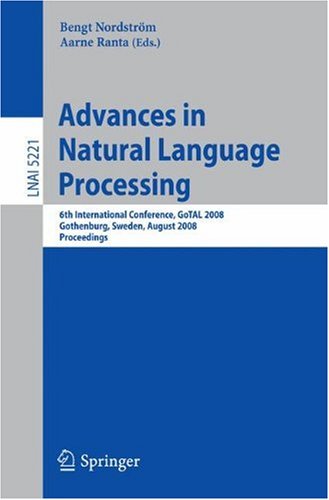 Bengt Nordström
Aarne Ranta (Eds.)
LNAI 5221
Advances in
Natural Language
Processing
6th International Conference, GoTAL 2008
Gothenburg, Sweden, August 2008
Proceedings
Springer